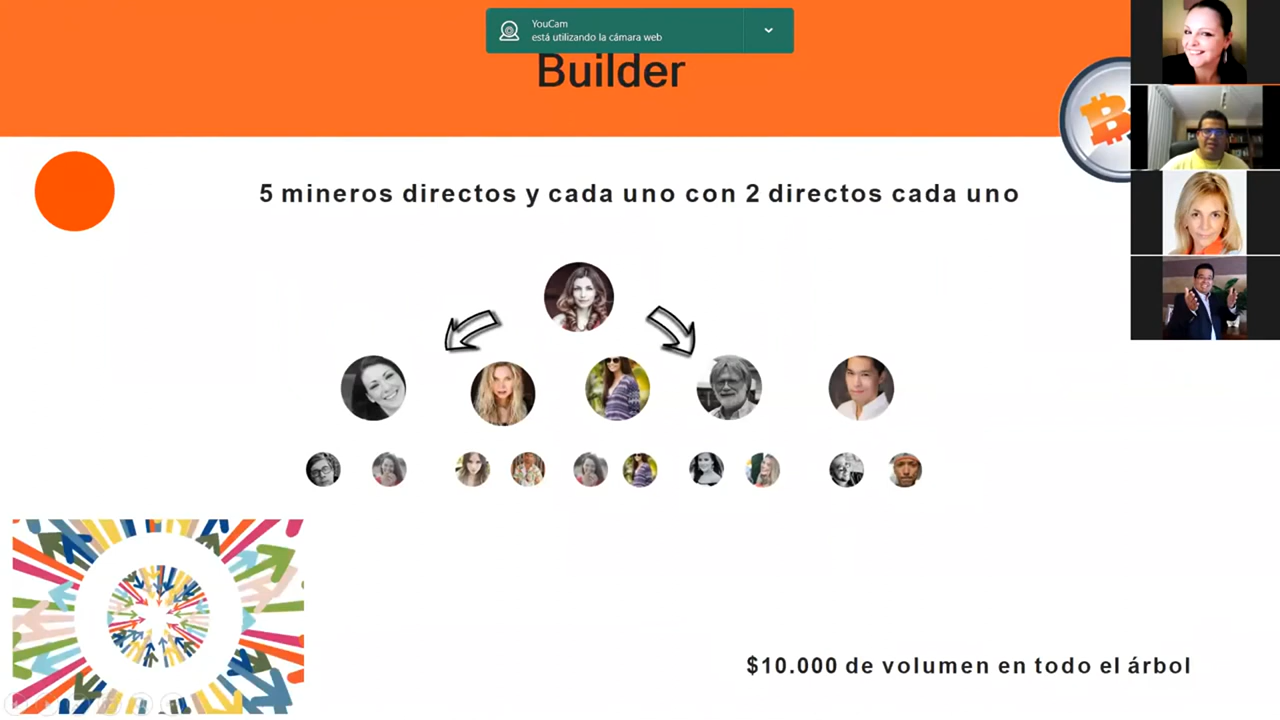 YouCam
está utilizando la cámara web
Builder
5 mineros directos y cada uno con 2 directos cada uno
$10.000 de volumen en todo el árbol